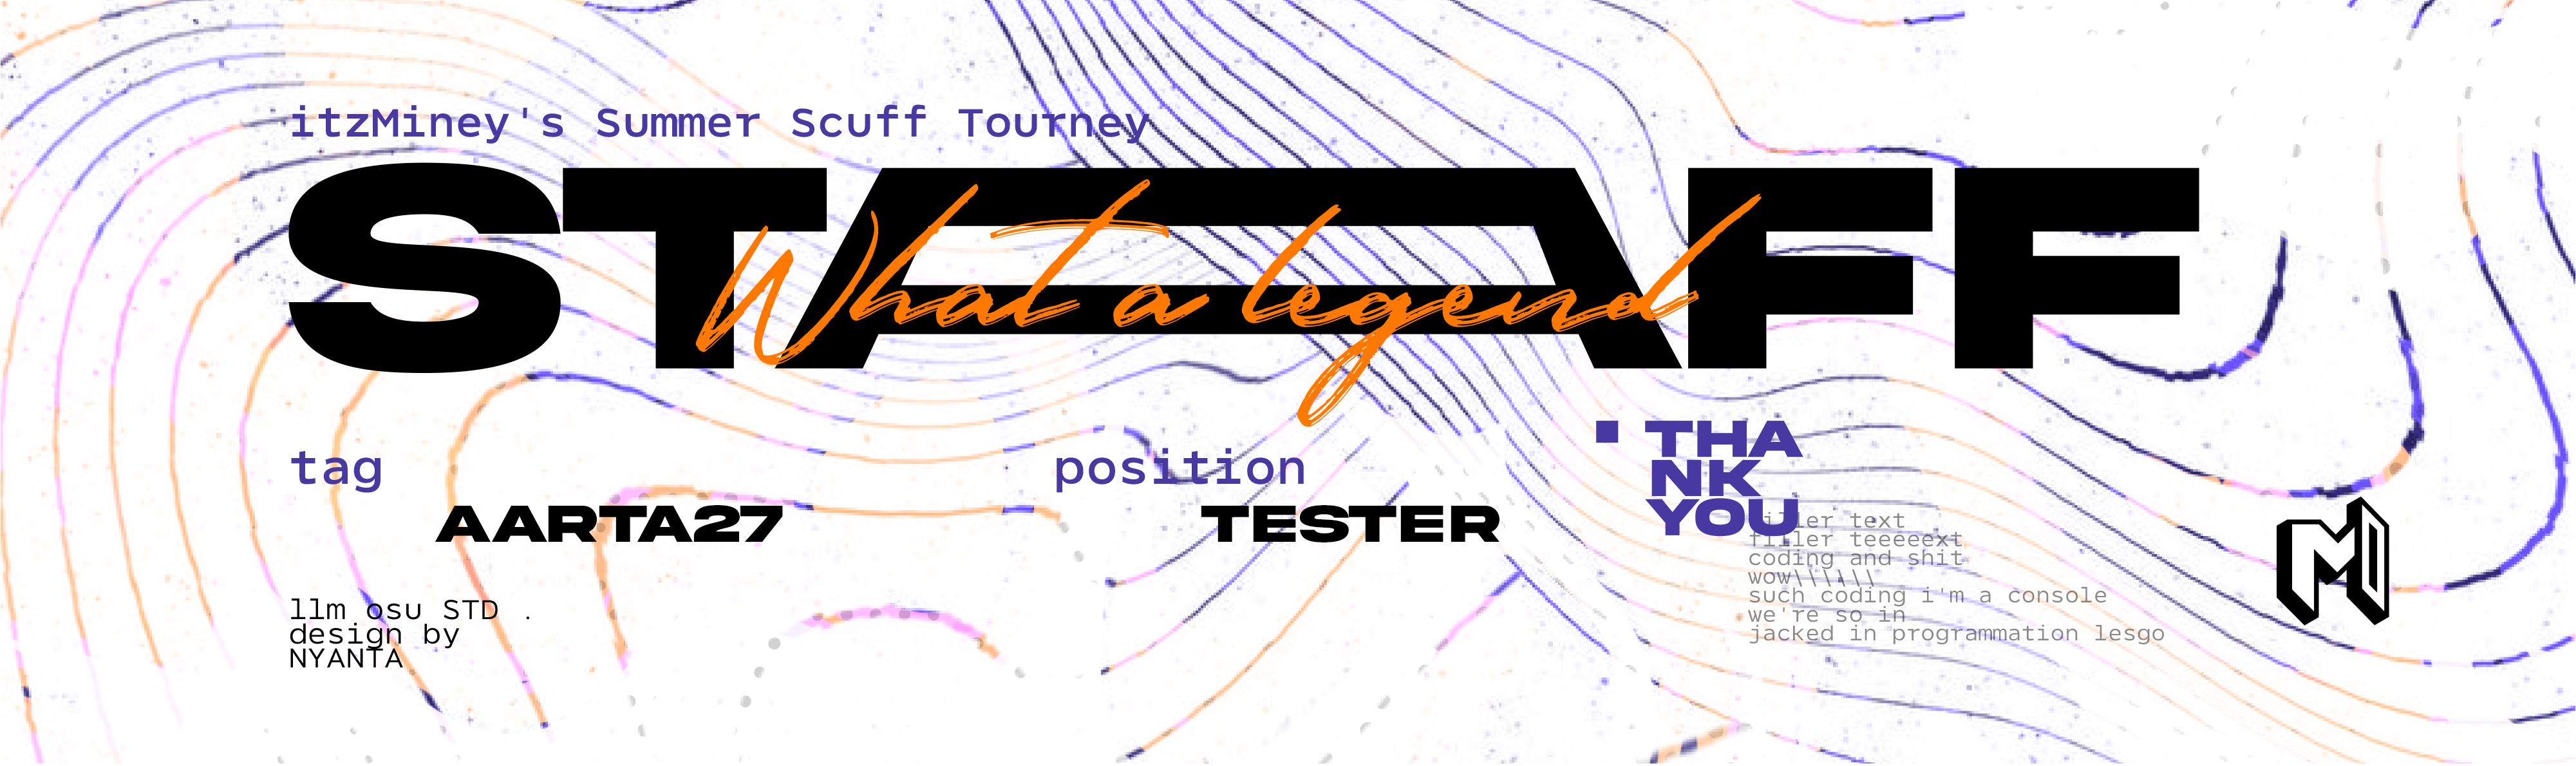 itzMiney's Summer Scuff Tourney
STAFF
What a legend
tag
AARTA27
position
TESTER
THA
NK
YOU
filler text
filler teeeeext
coding and shit
wow\\\\\\\
such coding i'm a console
we're so in
jacked in programmation lesgo
llm osu STD .
design by
NYANTA